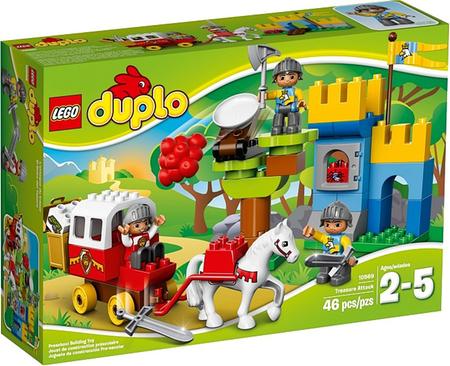 LEGO
duplo
10569
Treasure Attack
46 pcs/pzs
Ages/edades
2-5
Preschool Building Toy
Jouet de construction préscolaire
Juguete de Construcción Pre-escolar